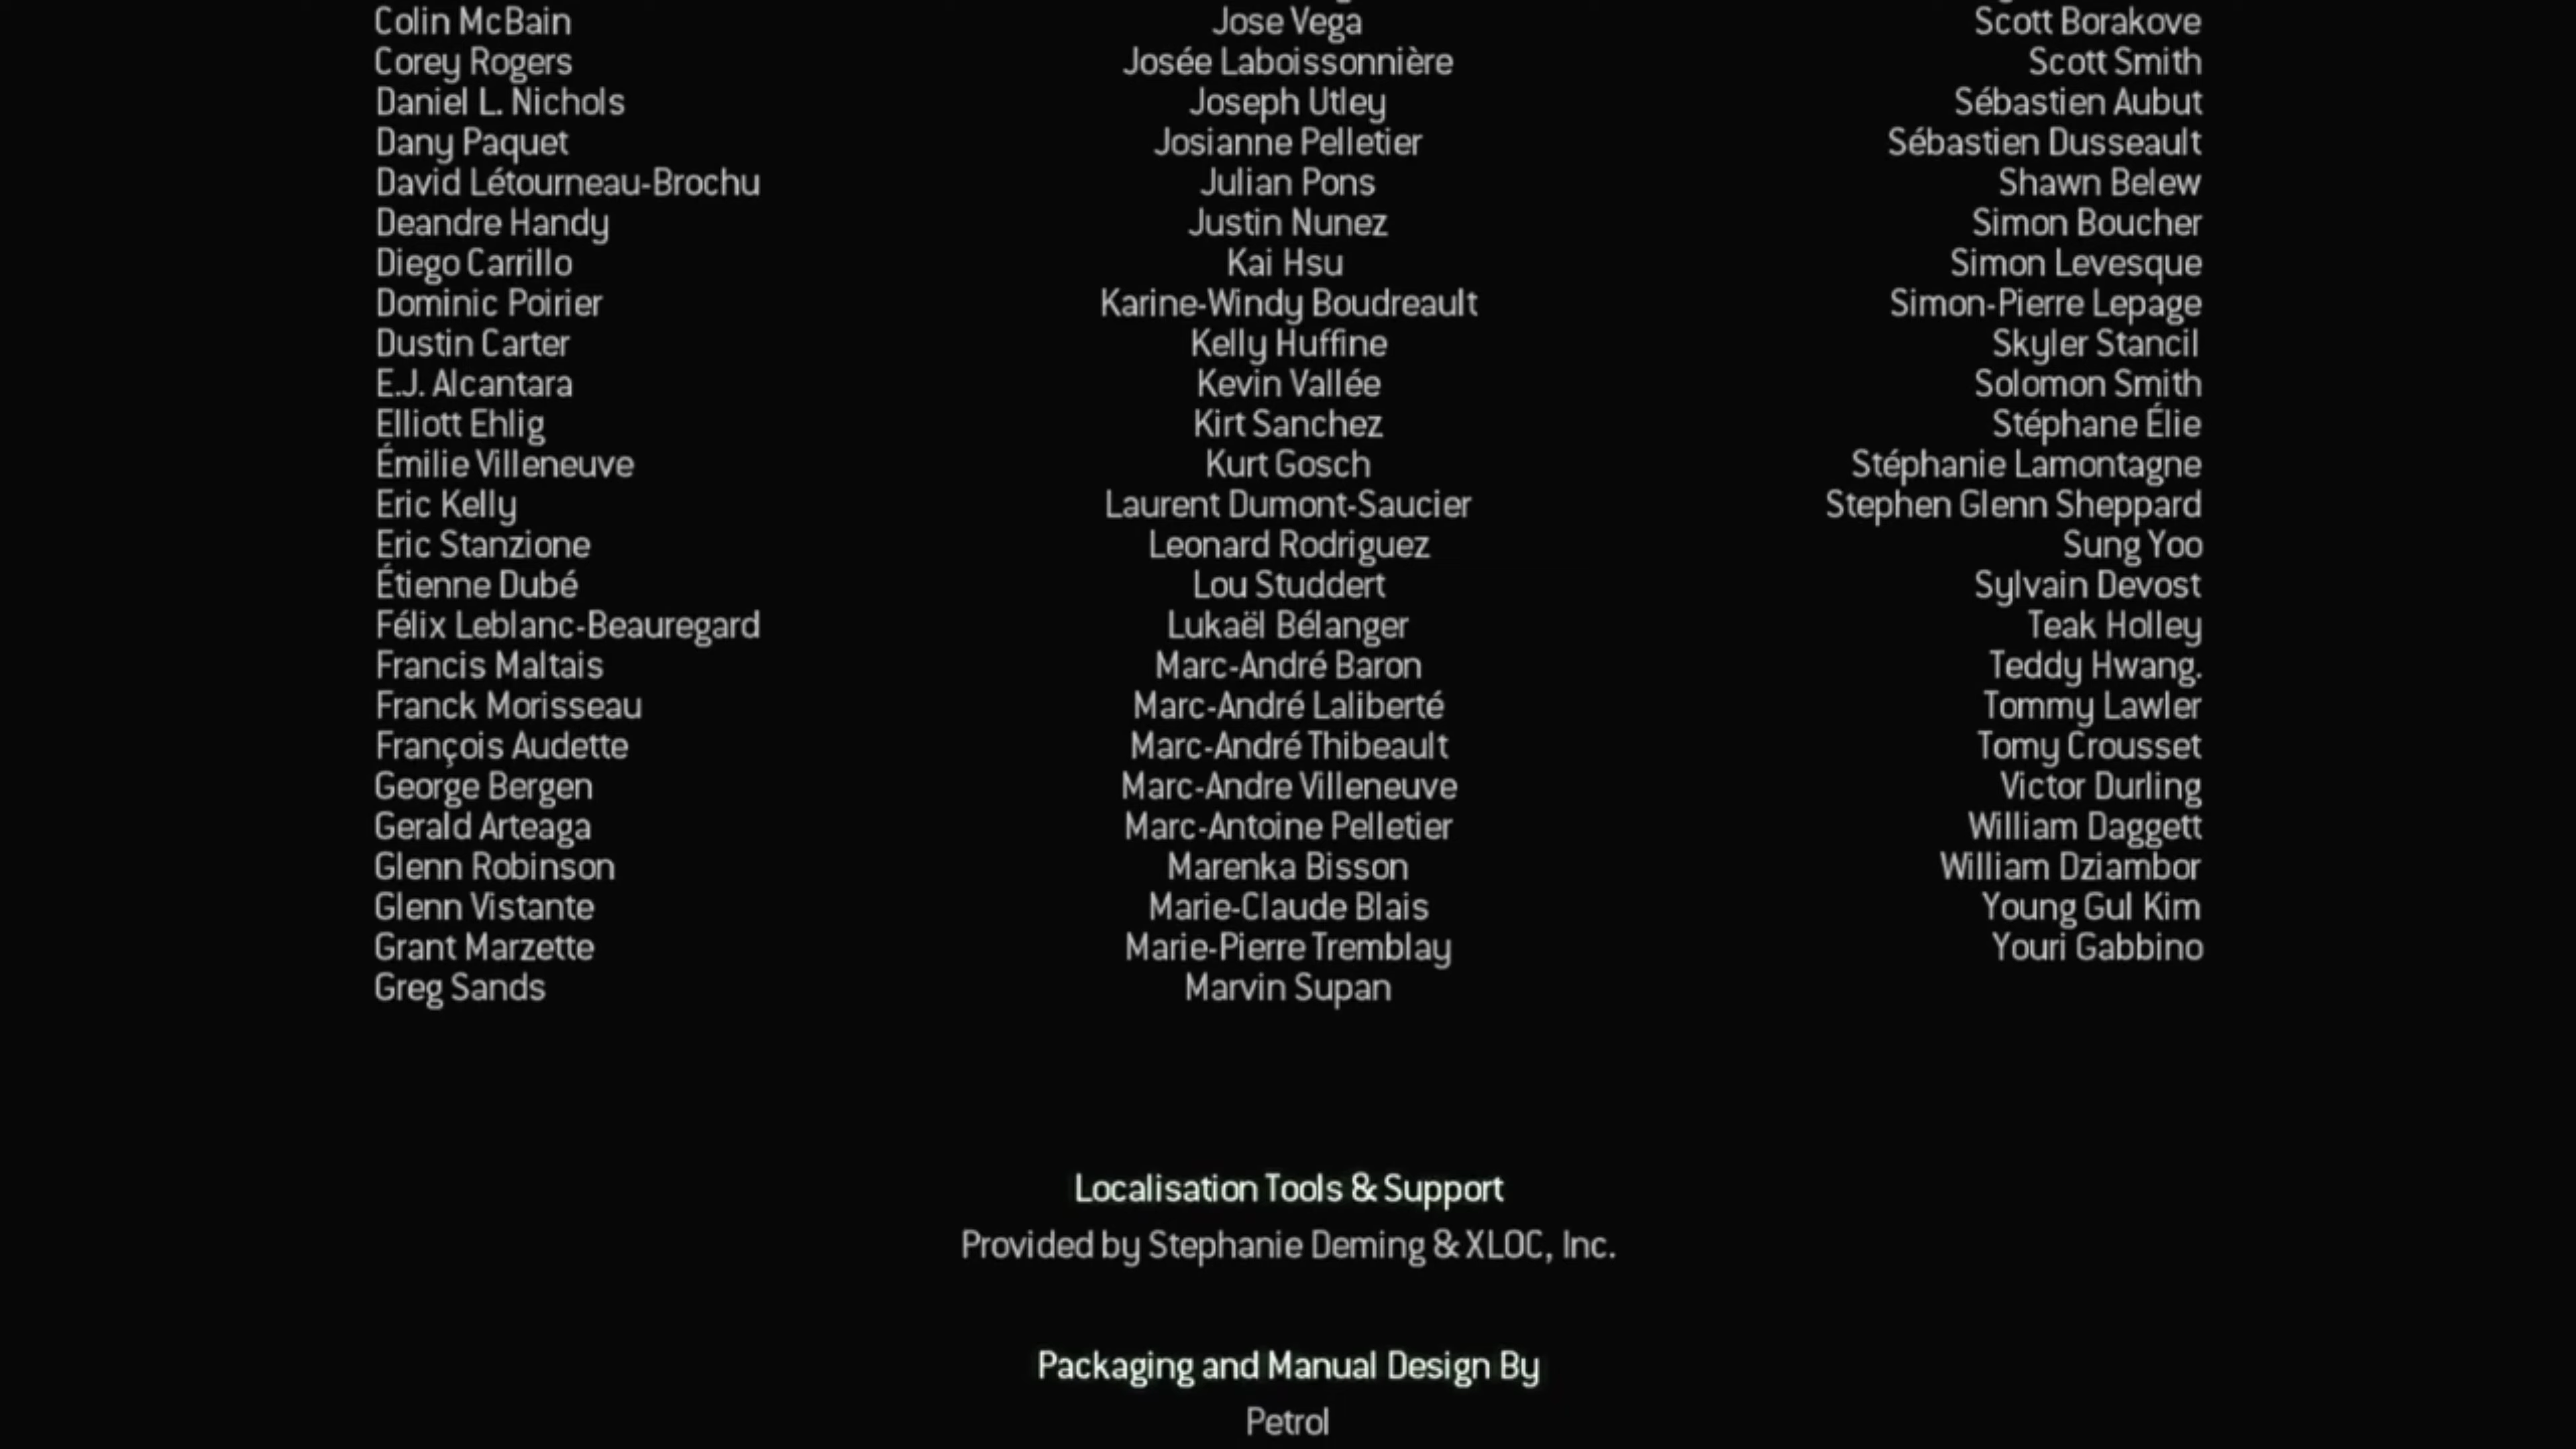 Colin McBain
Corey Rogers
Daniel L. Nichols
Dany Paquet
David Létourneau-Brochu
Deandre Handy
Diego Carrillo
Dominic Poirier
Dustin Carter
E.J. Alcantara
Elliott Ehlig
Émilie Villeneuve
Eric Kelly
Eric Stanzione
Étienne Dubé
Félix Leblanc-Beauregard
Francis Maltais
Franck Morisseau
François Audette
George Bergen
Gerald Arteaga
Glenn Robinson
Glenn Vistante
Grant Marzette
Greg Sands
Jose Vega
Josée Laboissonnière
Joseph Utley
Josianne Pelletier
Julian Pons
Justin Nunez
Kai Hsu
Karine-Windy Boudreault
Kelly Huffine
Kevin Vallée
Kirt Sanchez
Kurt Gosch
Laurent Dumont-Saucier
Leonard Rodriguez
Lou Studdert
Lukaël Bélanger
Marc-André Baron
Marc-André Laliberté
Marc-André Thibeault
Marc-Andre Villeneuve
Marc-Antoine Pelletier
Marenka Bisson
Marie-Claude Blais
Marie-Pierre Tremblay
Marvin Supan
Scott Borakove
Scott Smith
Sébastien Aubut
Sébastien Dusseault
Shawn Belew
Simon Boucher
Simon Levesque
Simon-Pierre Lepage
Skyler Stancil
Solomon Smith
Stéphane Élie
Stéphanie Lamontagne
Stephen Glenn Sheppard
Sung Yoo
Sylvain Devost
Teak Holley
Teddy Hwang.
Tommy Lawler
Tomy Crousset
Victor Durling
William Daggett
William Dziambor
Young Gul Kim
Youri Gabbino
Localisation Tools & Support
Provided by Stephanie Deming & XLOC, Inc.
Packaging and Manual Design By
Petrol